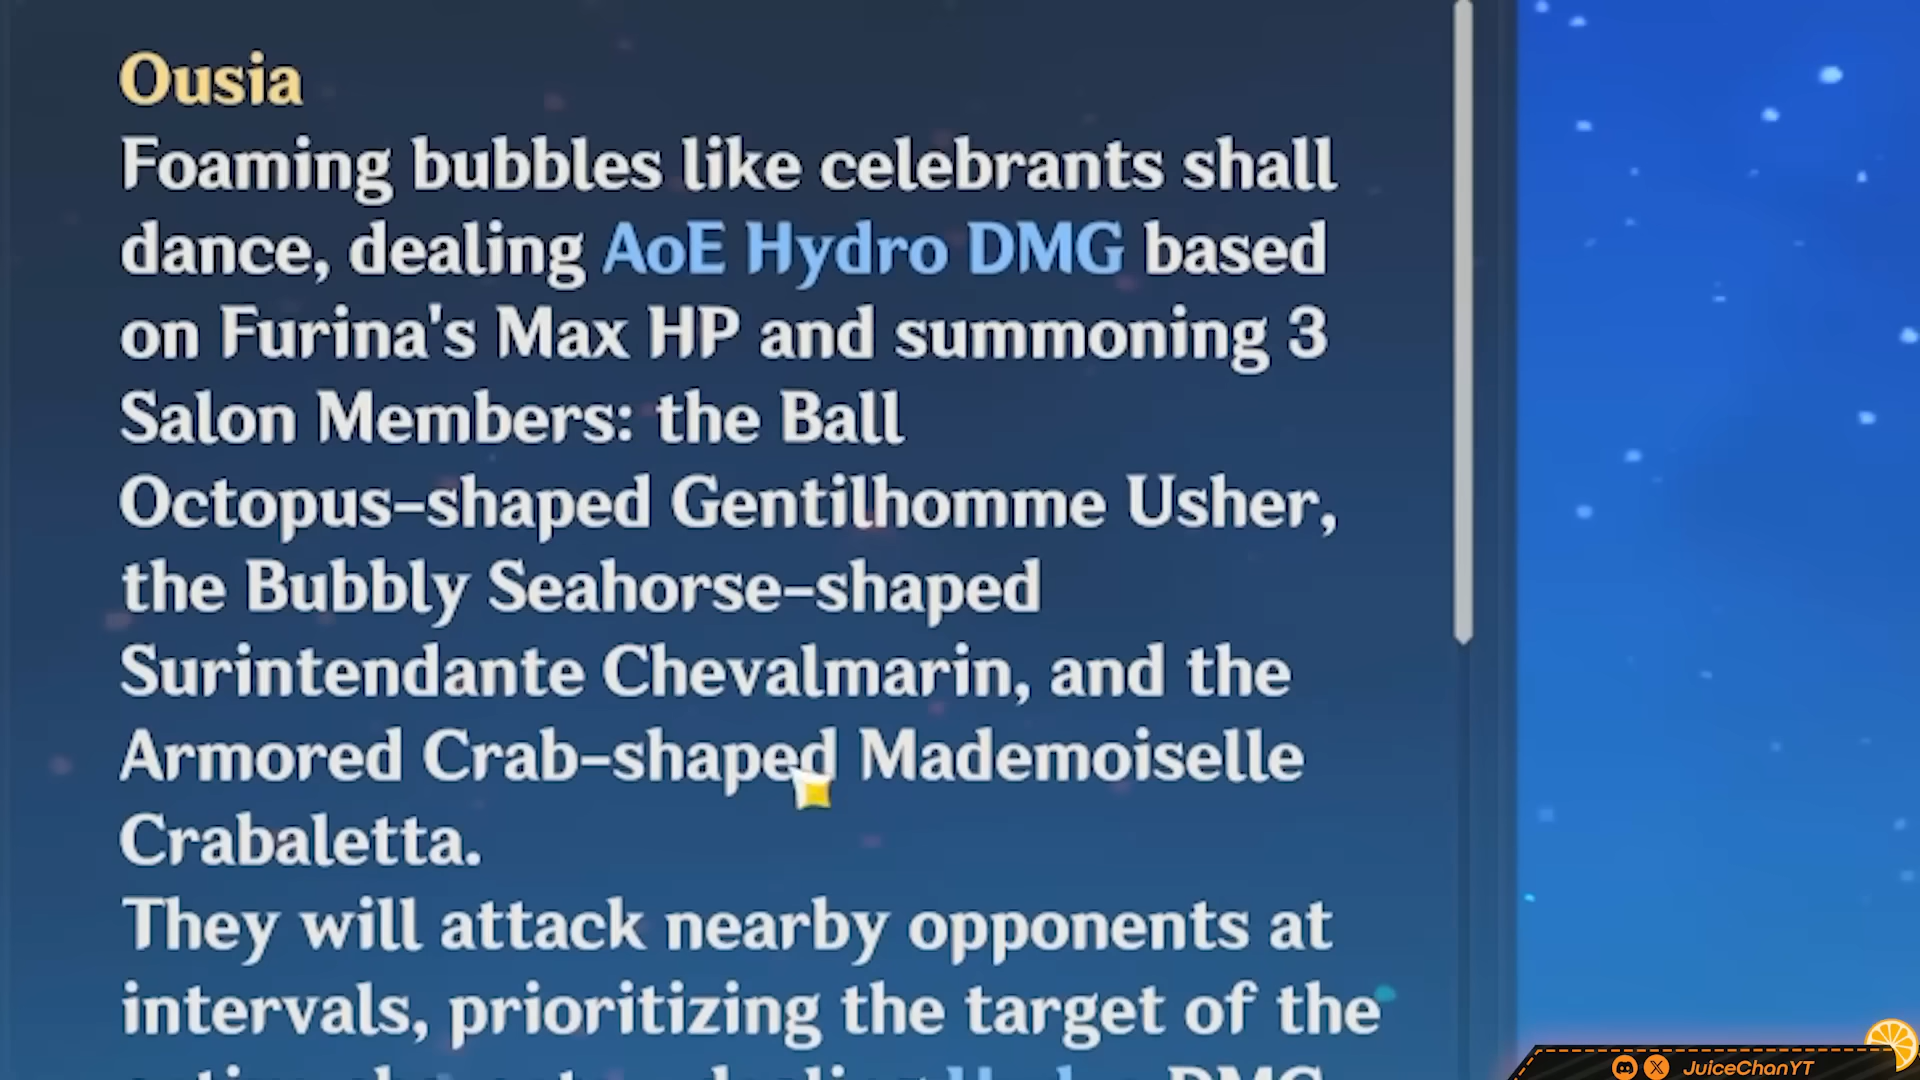 Ousia
Foaming bubbles like celebrants shall
dance, dealing AoE Hydro DMG based
on Furina's Max HP and summoning 3
Salon Members: the Ball
Octopus-shaped Gentilhomme Usher,
the Bubbly Seahorse-shaped
Surintendante Chevalmarin, and the
Armored Crab-shaped Mademoiselle
Crabaletta.
They will attack nearby opponents at
intervals, prioritizing the target of the
JuiceChanYT